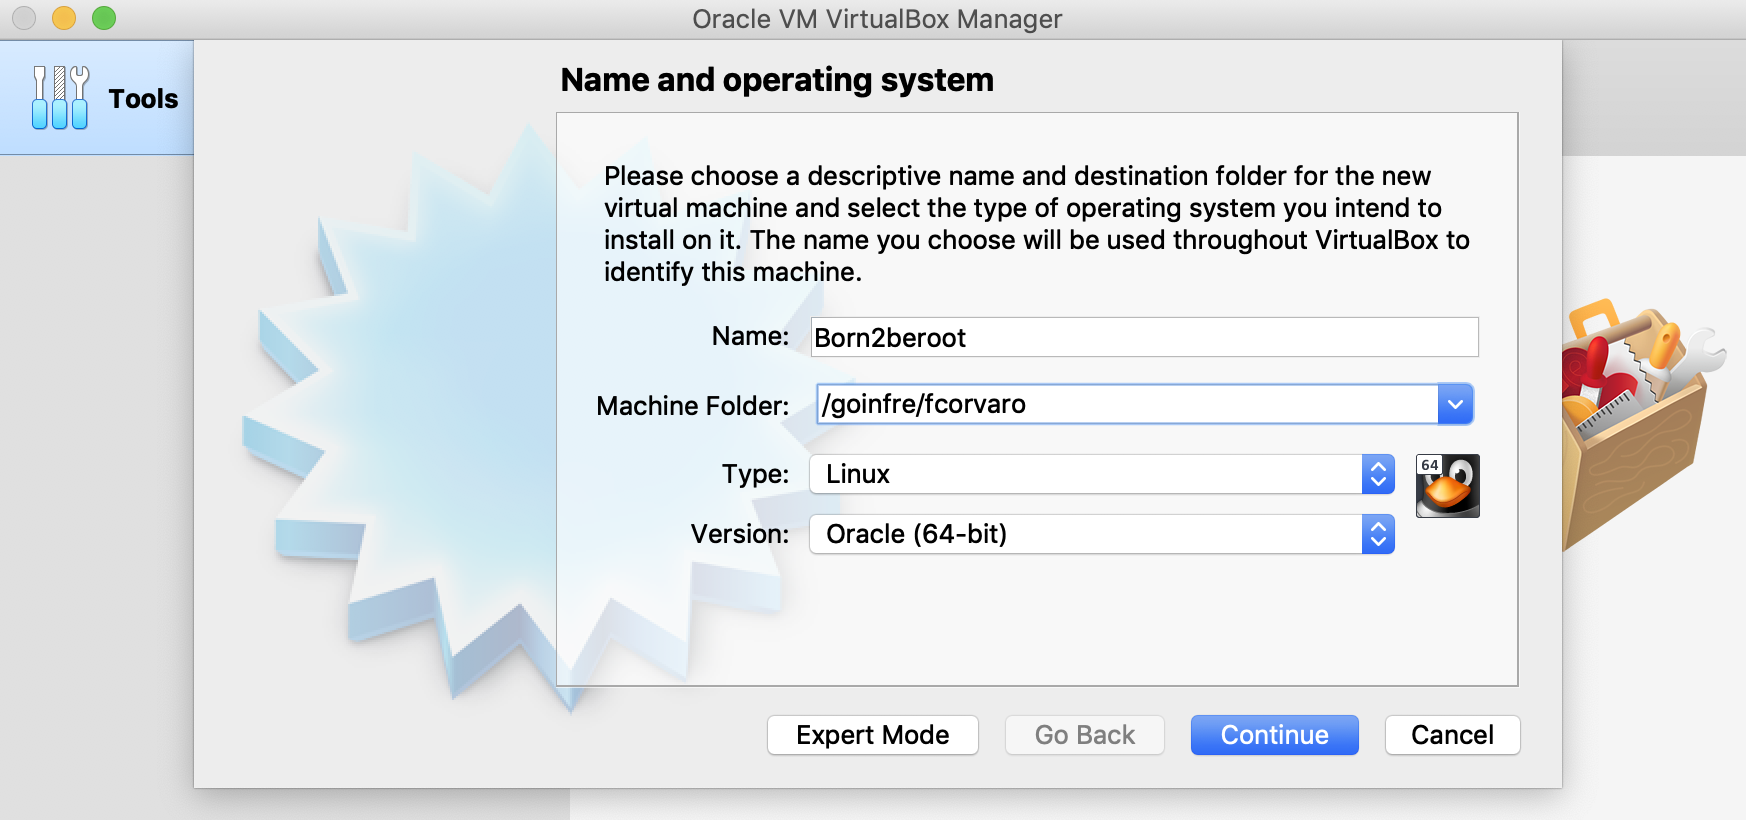 Oracle VM VirtualBox Manager
Tools
Name and operating system
Please choose a descriptive name and destination folder for the new
virtual machine and select the type of operating system you intend to
install on it. The name you choose will be used throughout VirtualBox to
identify this machine.
Name: Born2beroot
Machine Folder: /goinfre/fcorvaro
Type: Linux
64
Version: Oracle (64-bit)
Expert Mode Go Back Continue Cancel